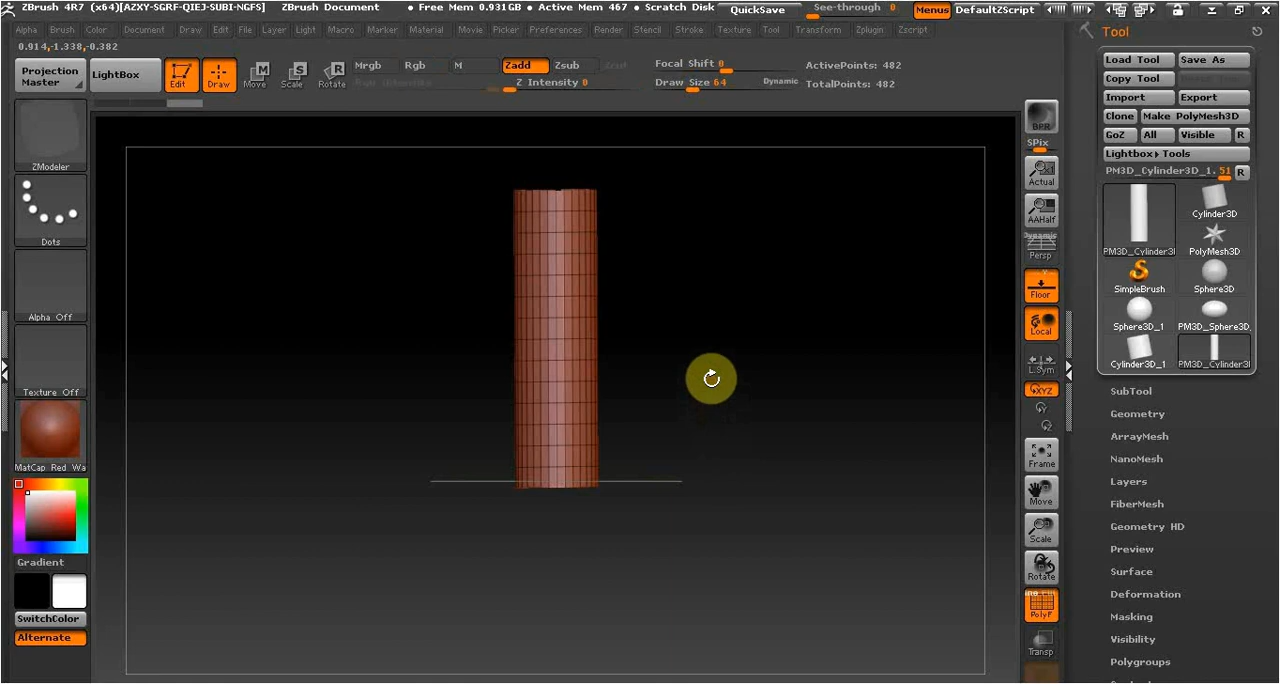 ZBrush 4R7 (x64)[AZXY-SGRF-QIEJ-SUBI-NGFS] ZBrush Document • Free Mem 0.931GB • Active Mem 467 • Scratch Disk QuickSave See-through 0 Menus DefaultZScript
Alpha Brush Color Document Draw Edit File Layer Light Macro Marker Material Movie Picker Preferences Render Stencil Stroke Texture Tool Transform Zplugin Zscript
0.914,-1.338,-0.382
Projection Master
LightBox
Edit
Draw
Move
Scale
Rotate
Mrgb Rgb M Zadd Zsub
Z Intensity 0
Focal Shift 0
Draw Size 64 Dynamic
ActivePoints: 482
TotalPoints: 482
ZModeler
Dots
Alpha Off
Texture Off
MatCap Red Wa
Gradient
SwitchColor
Alternate
BPR
SPix
Actual
AAHalf
Dynamic
Persp
Floor
Local
L.Sym
XYZ
Frame
Move
Scale
Rotate
PolyF
Transp
Tool
Load Tool Save As
Copy Tool
Import Export
Clone Make PolyMesh3D
GoZ All Visible R
Lightbox▸Tools
PM3D_Cylinder3D_1. 51 R
PM3D_Cylinder3I
Cylinder3D
PolyMesh3D
SimpleBrush Sphere3D
Sphere3D_1 PM3D_Sphere3D_
Cylinder3D_1 PM3D_Cylinder3I
SubTool
Geometry
ArrayMesh
NanoMesh
Layers
FiberMesh
Geometry HD
Preview
Surface
Deformation
Masking
Visibility
Polygroups